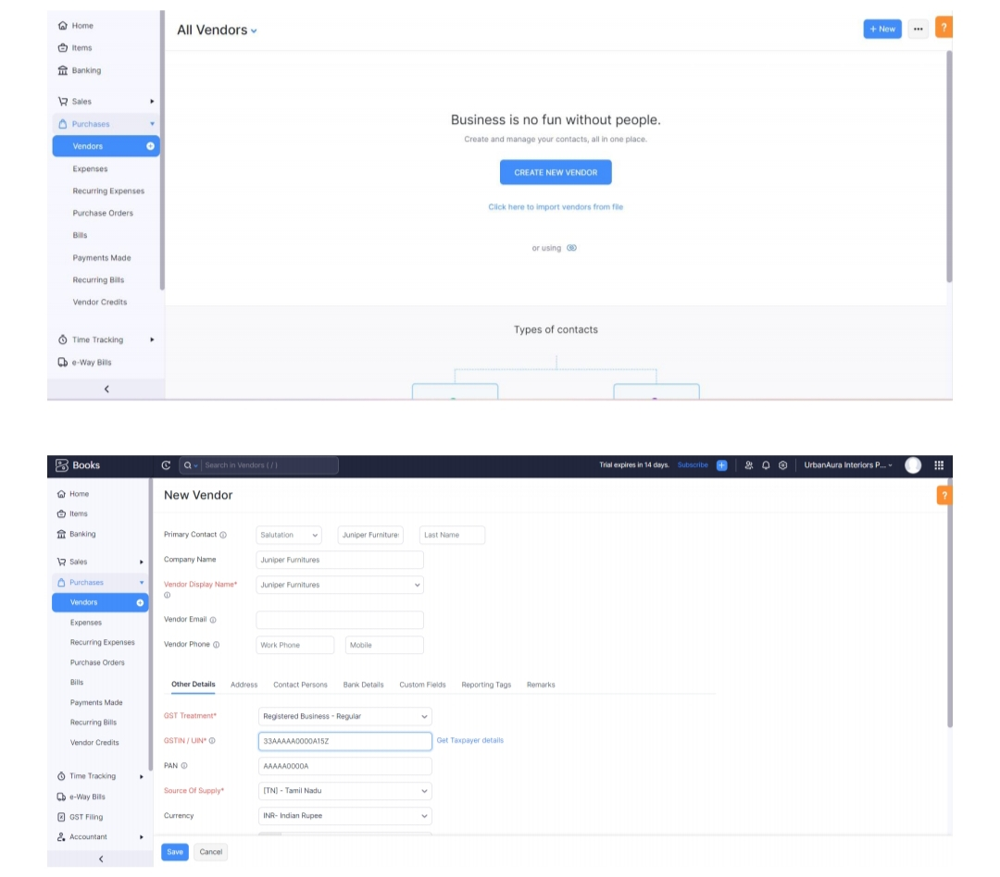 Home
Items
Banking
Sales
Purchases
Vendors
Expenses
Recurring Expenses
Purchase Orders
Bills
Payments Made
Recurring Bills
Vendor Credits
Time Tracking
e-Way Bills
All Vendors
+ New
?
Business is no fun without people.
Create and manage your contacts, all in one place.
CREATE NEW VENDOR
Click here to import vendors from file
or using
Types of contacts
Books
Search in Vendors ( / )
Trial expires in 14 days. Subscribe
UrbanAura Interiors P...
Home
Items
Banking
Sales
Purchases
Vendors
Expenses
Recurring Expenses
Purchase Orders
Bills
Payments Made
Recurring Bills
Vendor Credits
Time Tracking
e-Way Bills
GST Filing
Accountant
New Vendor
?
Primary Contact Salutation Juniper Furnitures Last Name
Company Name Juniper Furnitures
Vendor Display Name* Juniper Furnitures
Vendor Email
Vendor Phone Work Phone Mobile
Other Details Address Contact Persons Bank Details Custom Fields Reporting Tags Remarks
GST Treatment* Registered Business - Regular
GSTIN / UIN* 33AAAAA0000A15Z Get Taxpayer details
PAN AAAAA0000A
Source Of Supply* [TN] - Tamil Nadu
Currency INR- Indian Rupee
Save Cancel